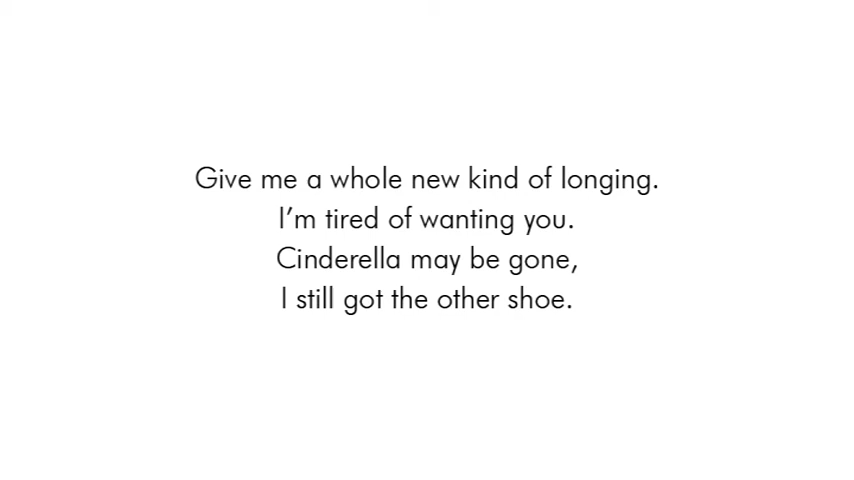 Give me a whole new kind of longing.
I’m tired of wanting you.
Cinderella may be gone,
I still got the other shoe.